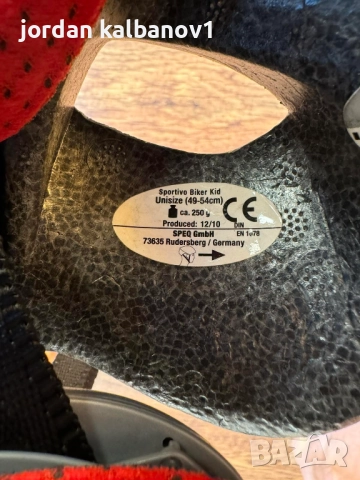 jordan kalbanov1
Sportivo Biker Kid
Unisize (49-54cm)
ca. 250 g
CE
Produced: 12/10
DIN
SPEQ GmbH
EN 1078
73635 Rudersberg / Germany
BAZAR